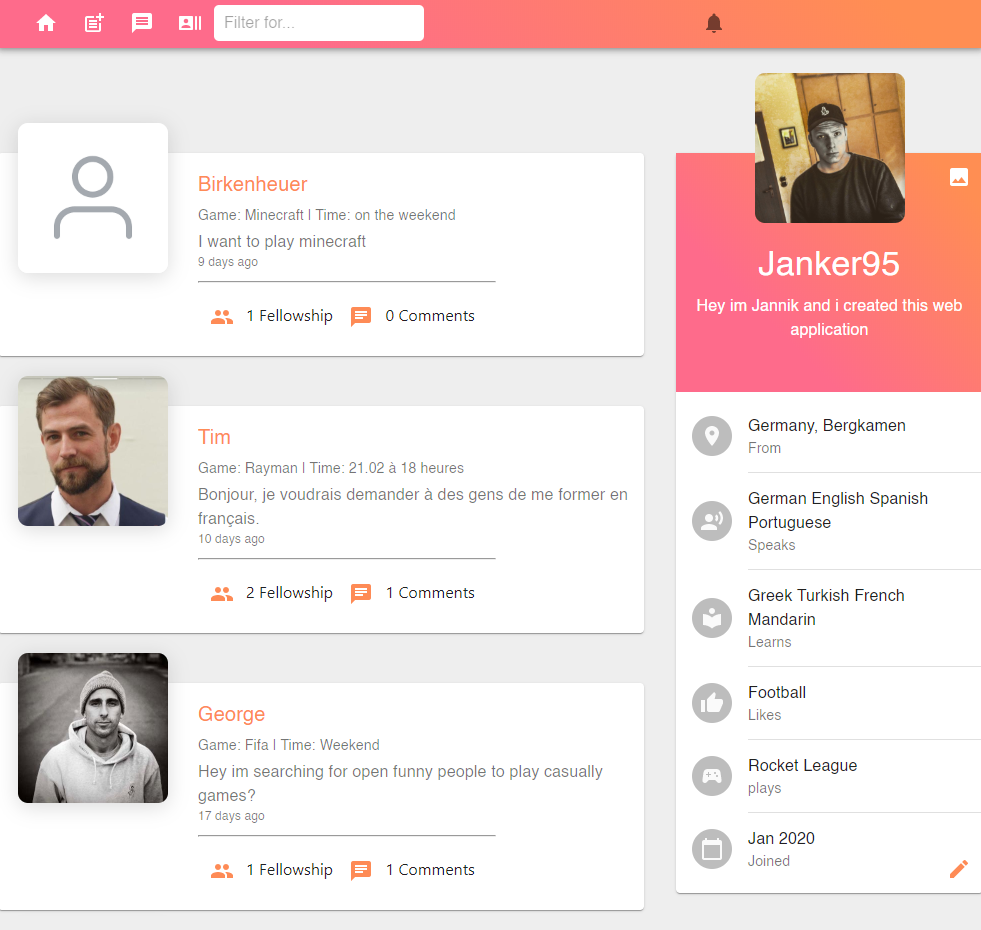 Filter for...
Birkenheuer
Game: Minecraft | Time: on the weekend
I want to play minecraft
9 days ago
1 Fellowship
0 Comments
Tim
Game: Rayman | Time: 21.02 à 18 heures
Bonjour, je voudrais demander à des gens de me former en
français.
10 days ago
2 Fellowship
1 Comments
George
Game: Fifa | Time: Weekend
Hey im searching for open funny people to play casually
games?
17 days ago
1 Fellowship
1 Comments
Janker95
Hey im Jannik and i created this web
application
Germany, Bergkamen
From
German English Spanish
Portuguese
Speaks
Greek Turkish French
Mandarin
Learns
Football
Likes
Rocket League
plays
Jan 2020
Joined